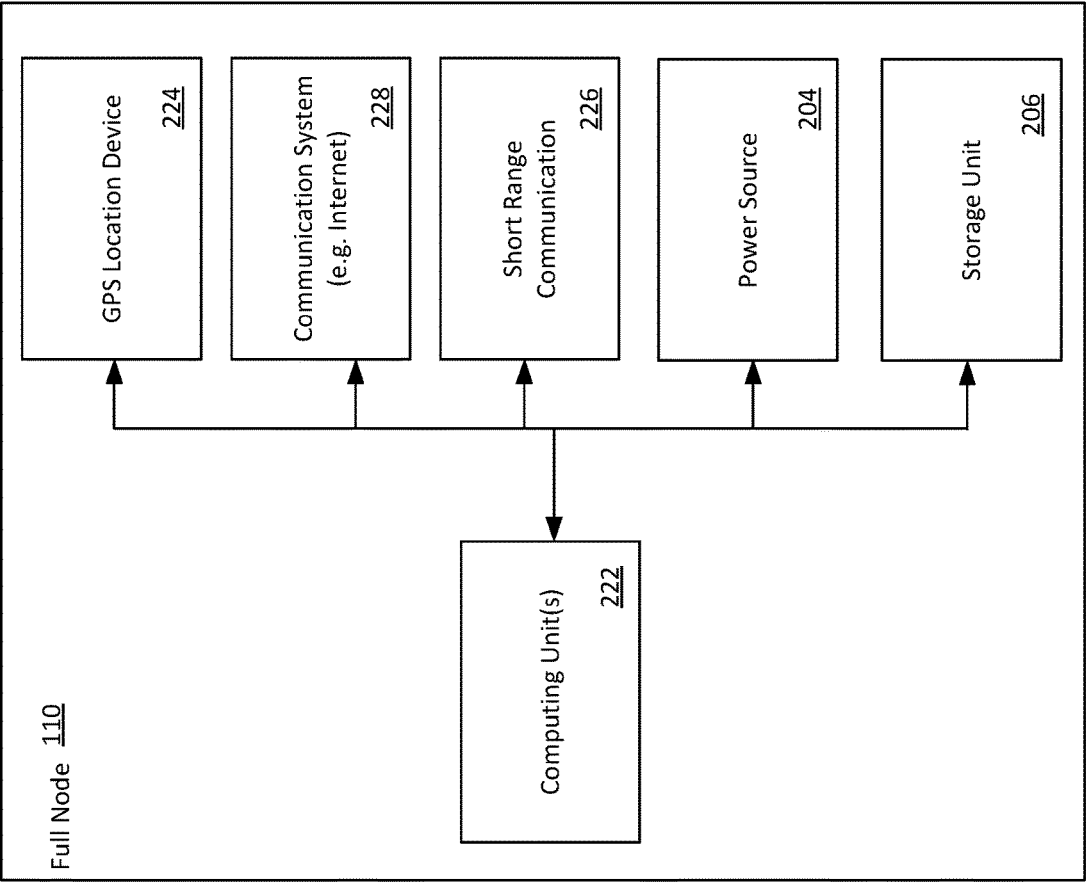 Full Node 110
Computing Unit(s)
222
GPS Location Device
224
Communication System
(e.g. Internet)
228
Short Range
Communication
226
Power Source
204
Storage Unit
206